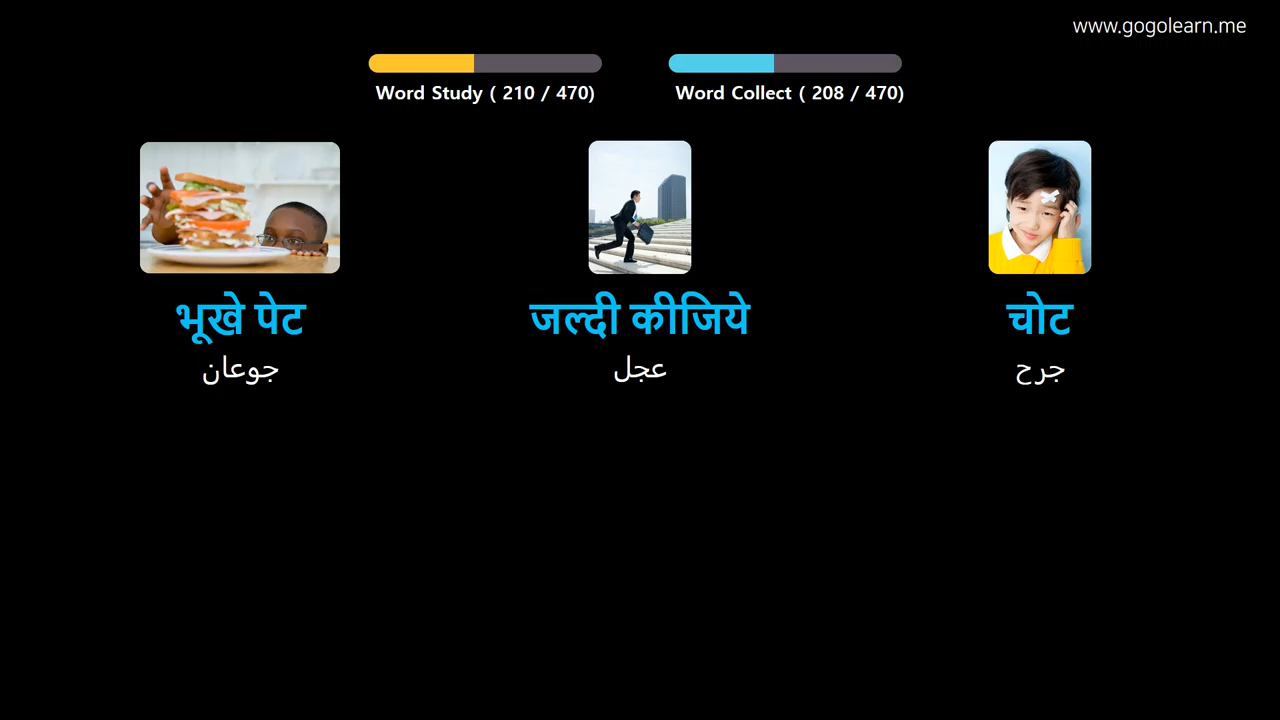 www.gogolearn.me
Word Study ( 210 / 470)
Word Collect ( 208 / 470)
भूखे पेट
جوعان
जल्दी कीजिये
عجل
चोट
جرح